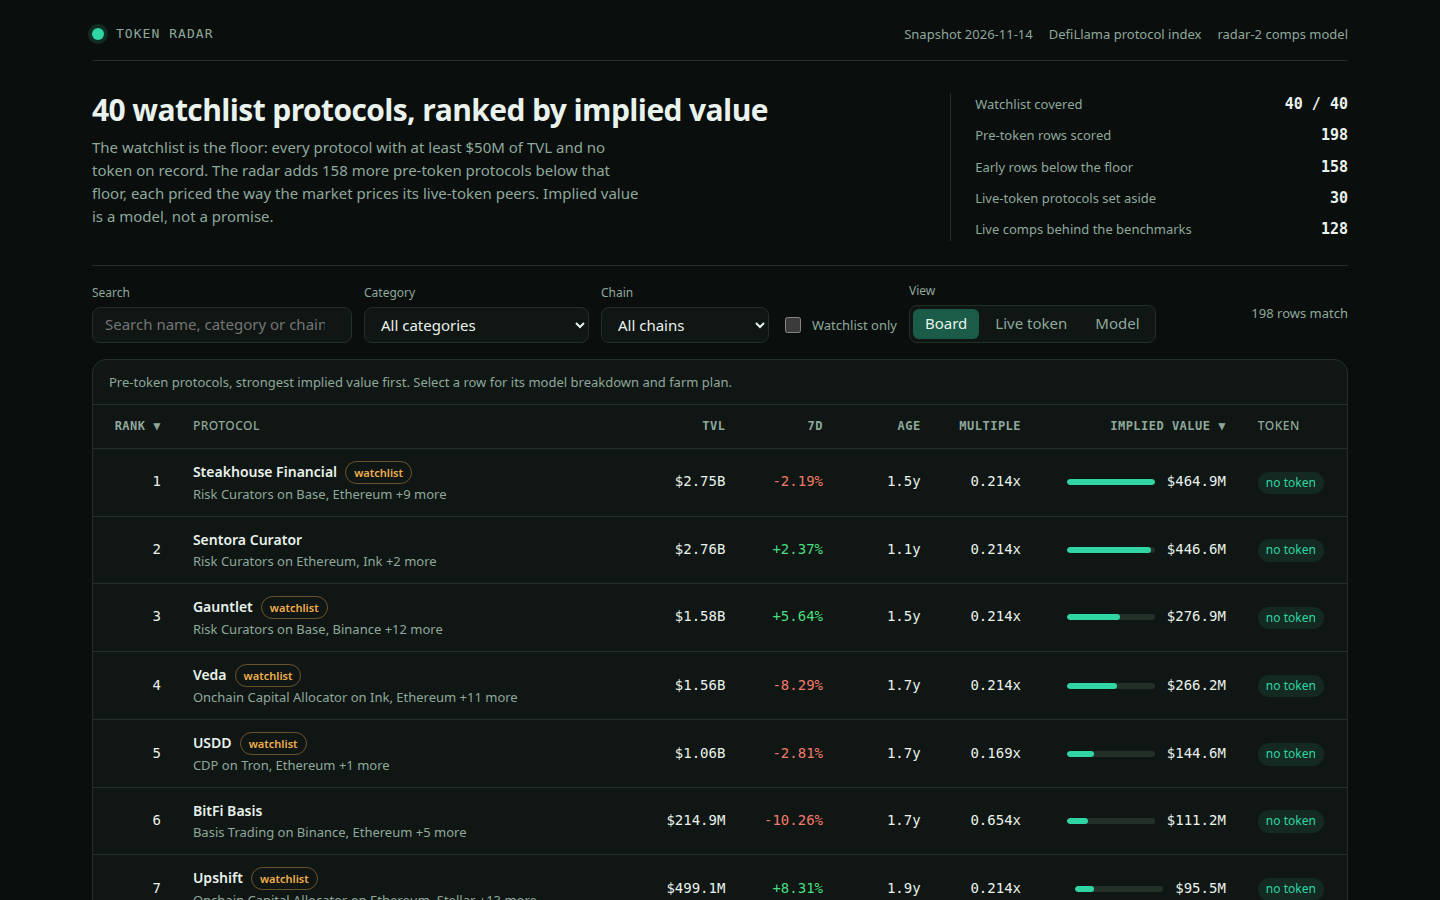 TOKEN RADAR
Snapshot 2026-11-14 DefiLlama protocol index radar-2 comps model
40 watchlist protocols, ranked by implied value
The watchlist is the floor: every protocol with at least $50M of TVL and no
token on record. The radar adds 158 more pre-token protocols below that
floor, each priced the way the market prices its live-token peers. Implied value
is a model, not a promise.
Watchlist covered 40 / 40
Pre-token rows scored 198
Early rows below the floor 158
Live-token protocols set aside 30
Live comps behind the benchmarks 128
Search Category Chain View
Search name, category or chain All categories All chains Watchlist only Board Live token Model 198 rows match
Pre-token protocols, strongest implied value first. Select a row for its model breakdown and farm plan.
RANK ▼ PROTOCOL TVL 7D AGE MULTIPLE IMPLIED VALUE ▼ TOKEN
1 Steakhouse Financial watchlist $2.75B -2.19% 1.5y 0.214x $464.9M no token
Risk Curators on Base, Ethereum +9 more
2 Sentora Curator $2.76B +2.37% 1.1y 0.214x $446.6M no token
Risk Curators on Ethereum, Ink +2 more
3 Gauntlet watchlist $1.58B +5.64% 1.5y 0.214x $276.9M no token
Risk Curators on Base, Binance +12 more
4 Veda watchlist $1.56B -8.29% 1.7y 0.214x $266.2M no token
Onchain Capital Allocator on Ink, Ethereum +11 more
5 USDD watchlist $1.06B -2.81% 1.7y 0.169x $144.6M no token
CDP on Tron, Ethereum +1 more
6 BitFi Basis $214.9M -10.26% 1.7y 0.654x $111.2M no token
Basis Trading on Binance, Ethereum +5 more
7 Upshift watchlist $499.1M +8.31% 1.9y 0.214x $95.5M no token
Onchain Capital Allocator on Ethereum, Stellar +13 more